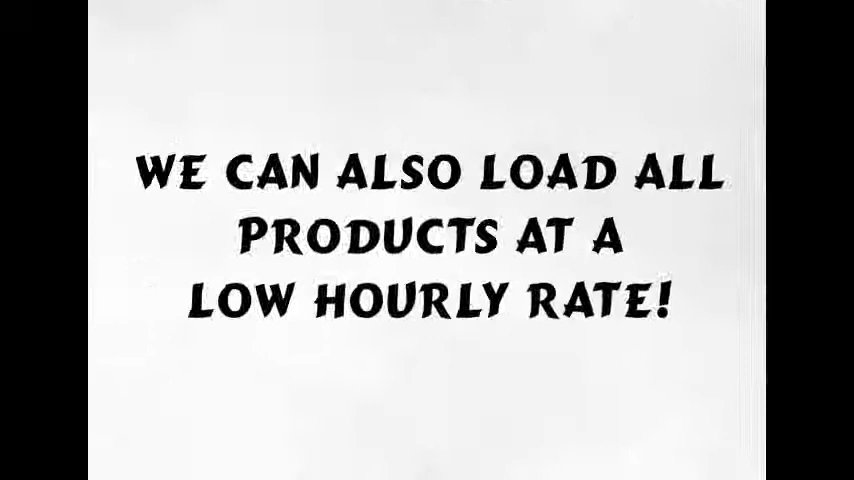 WE CAN ALSO LOAD ALL
PRODUCTS AT A
LOW HOURLY RATE!